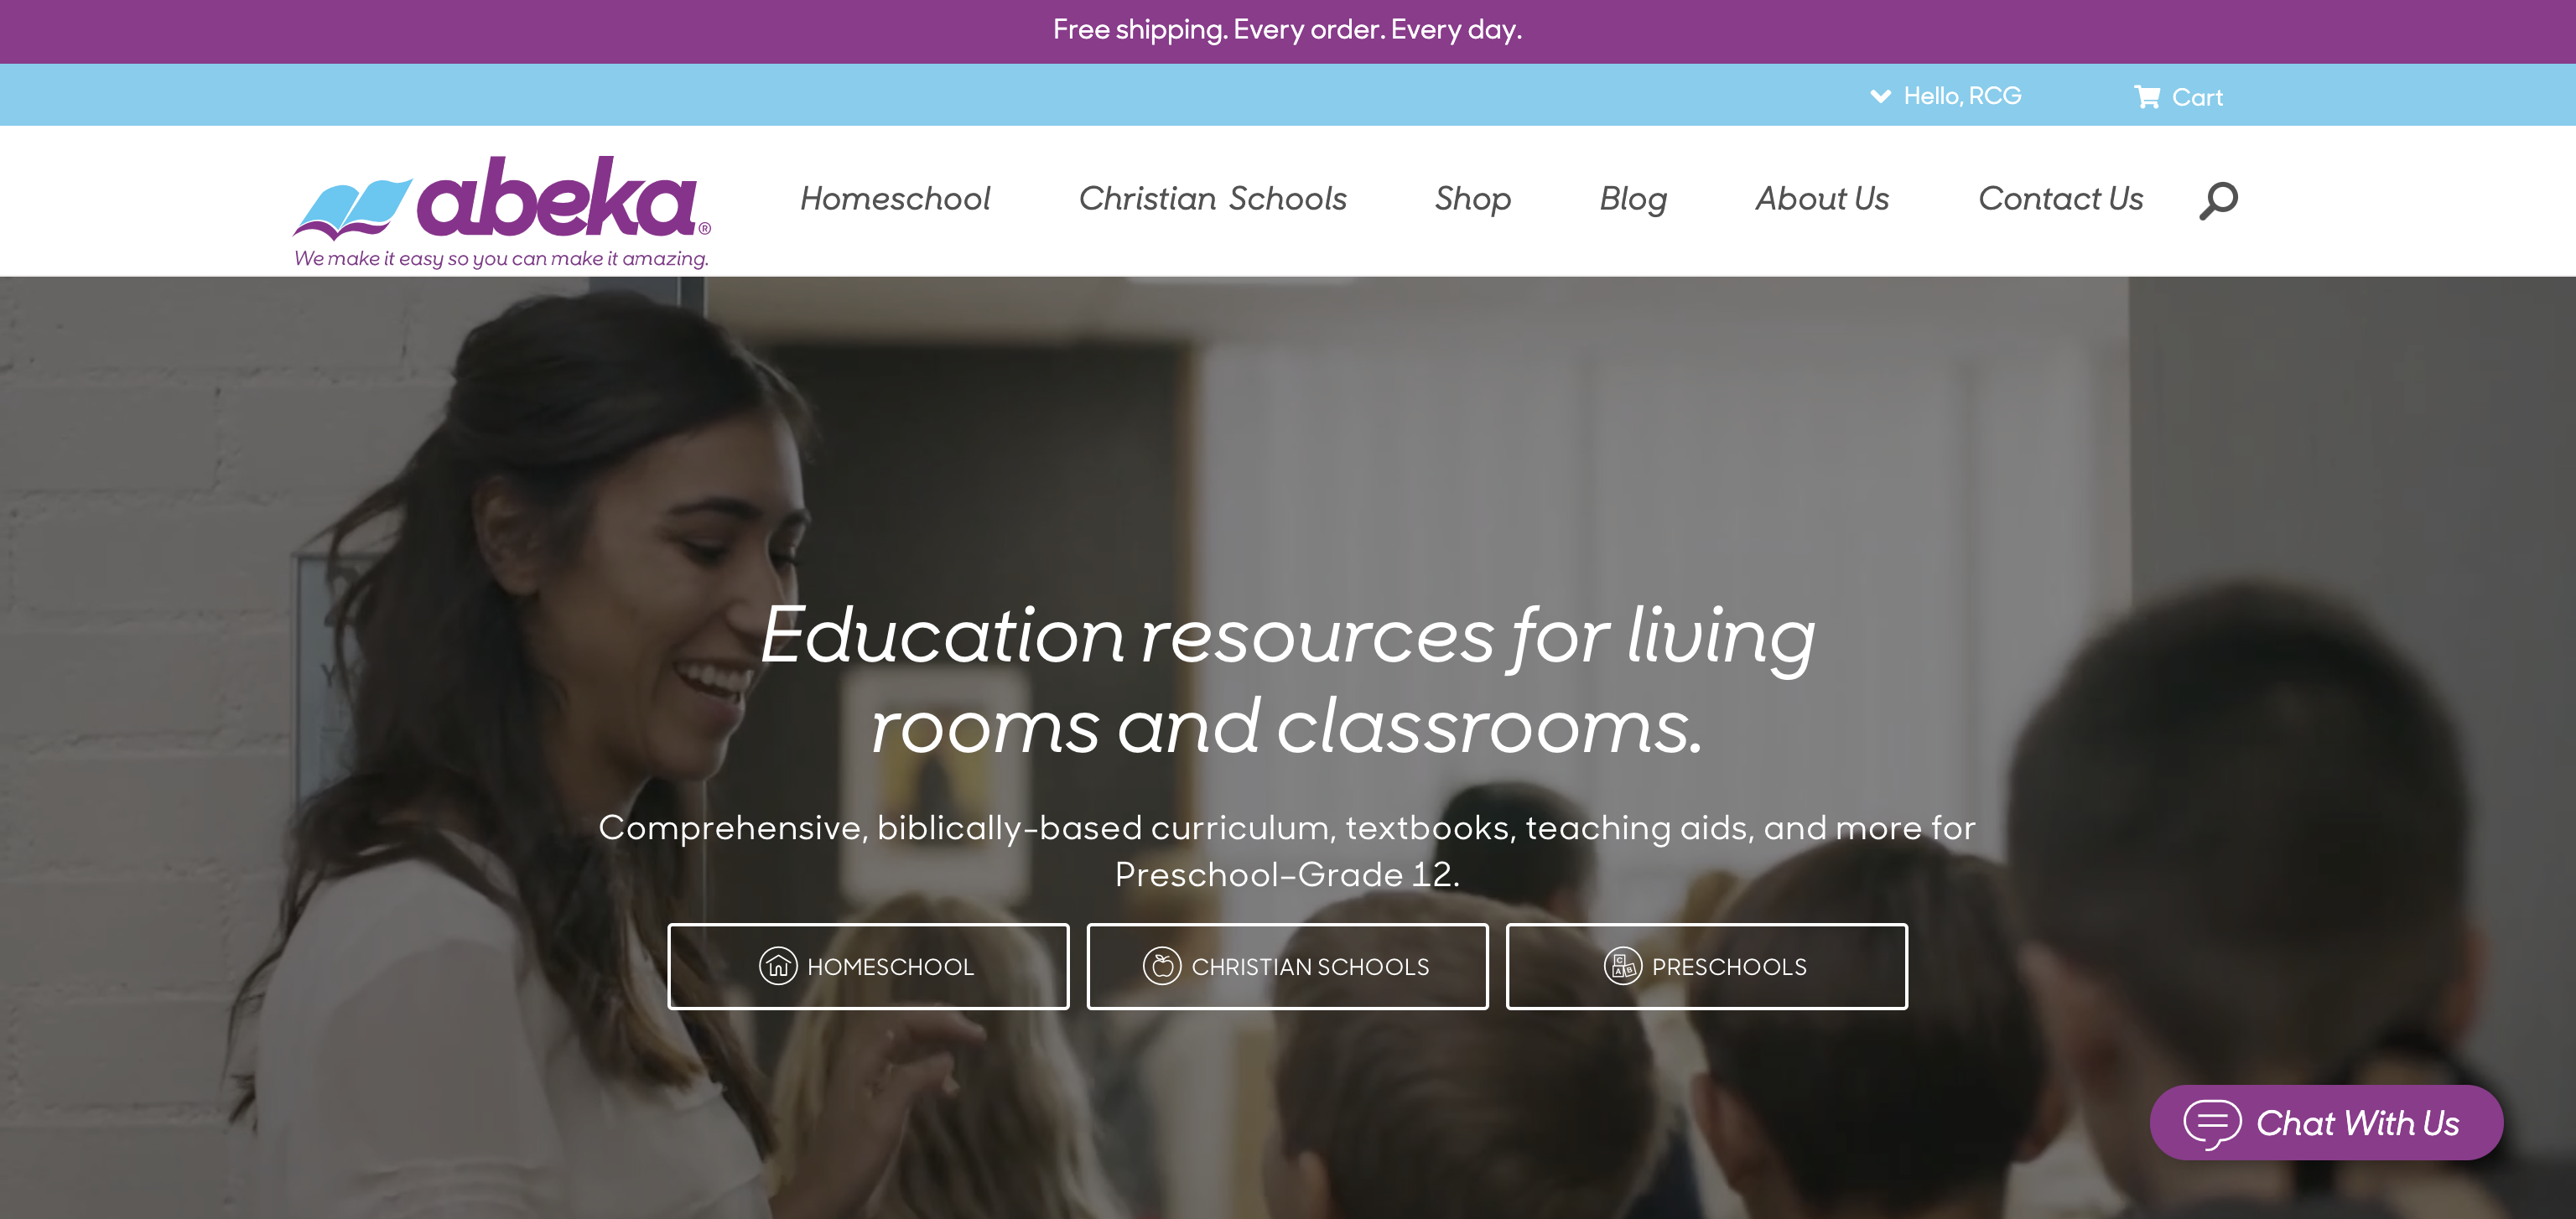 Free shipping. Every order. Every day.
Hello, RCG
Cart
abeka®
We make it easy so you can make it amazing.
Homeschool
Christian Schools
Shop
Blog
About Us
Contact Us
Education resources for living
rooms and classrooms.
Comprehensive, biblically-based curriculum, textbooks, teaching aids, and more for
Preschool–Grade 12.
HOMESCHOOL
CHRISTIAN SCHOOLS
C
A B
PRESCHOOLS
Chat With Us